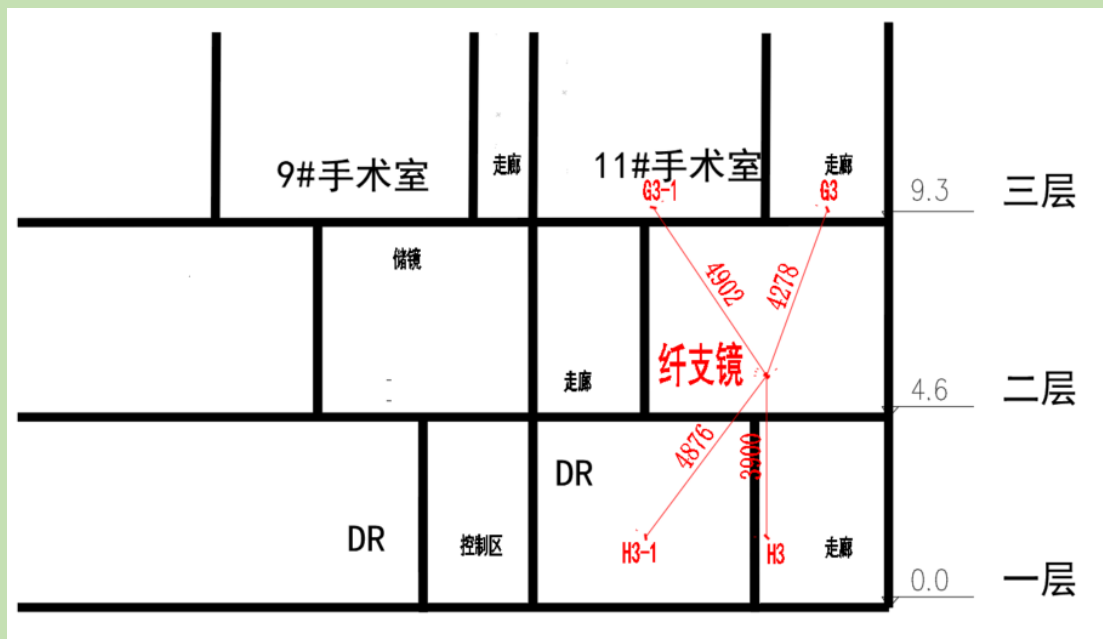 9#手术室
走廊
11#手术室
走廊
G3-1
G3
9.3
三层
储镜
4902
4278
纤支镜
走廊
4.6
二层
4876
3900
DR
DR
控制区
H3-1
H3
走廊
0.0
一层